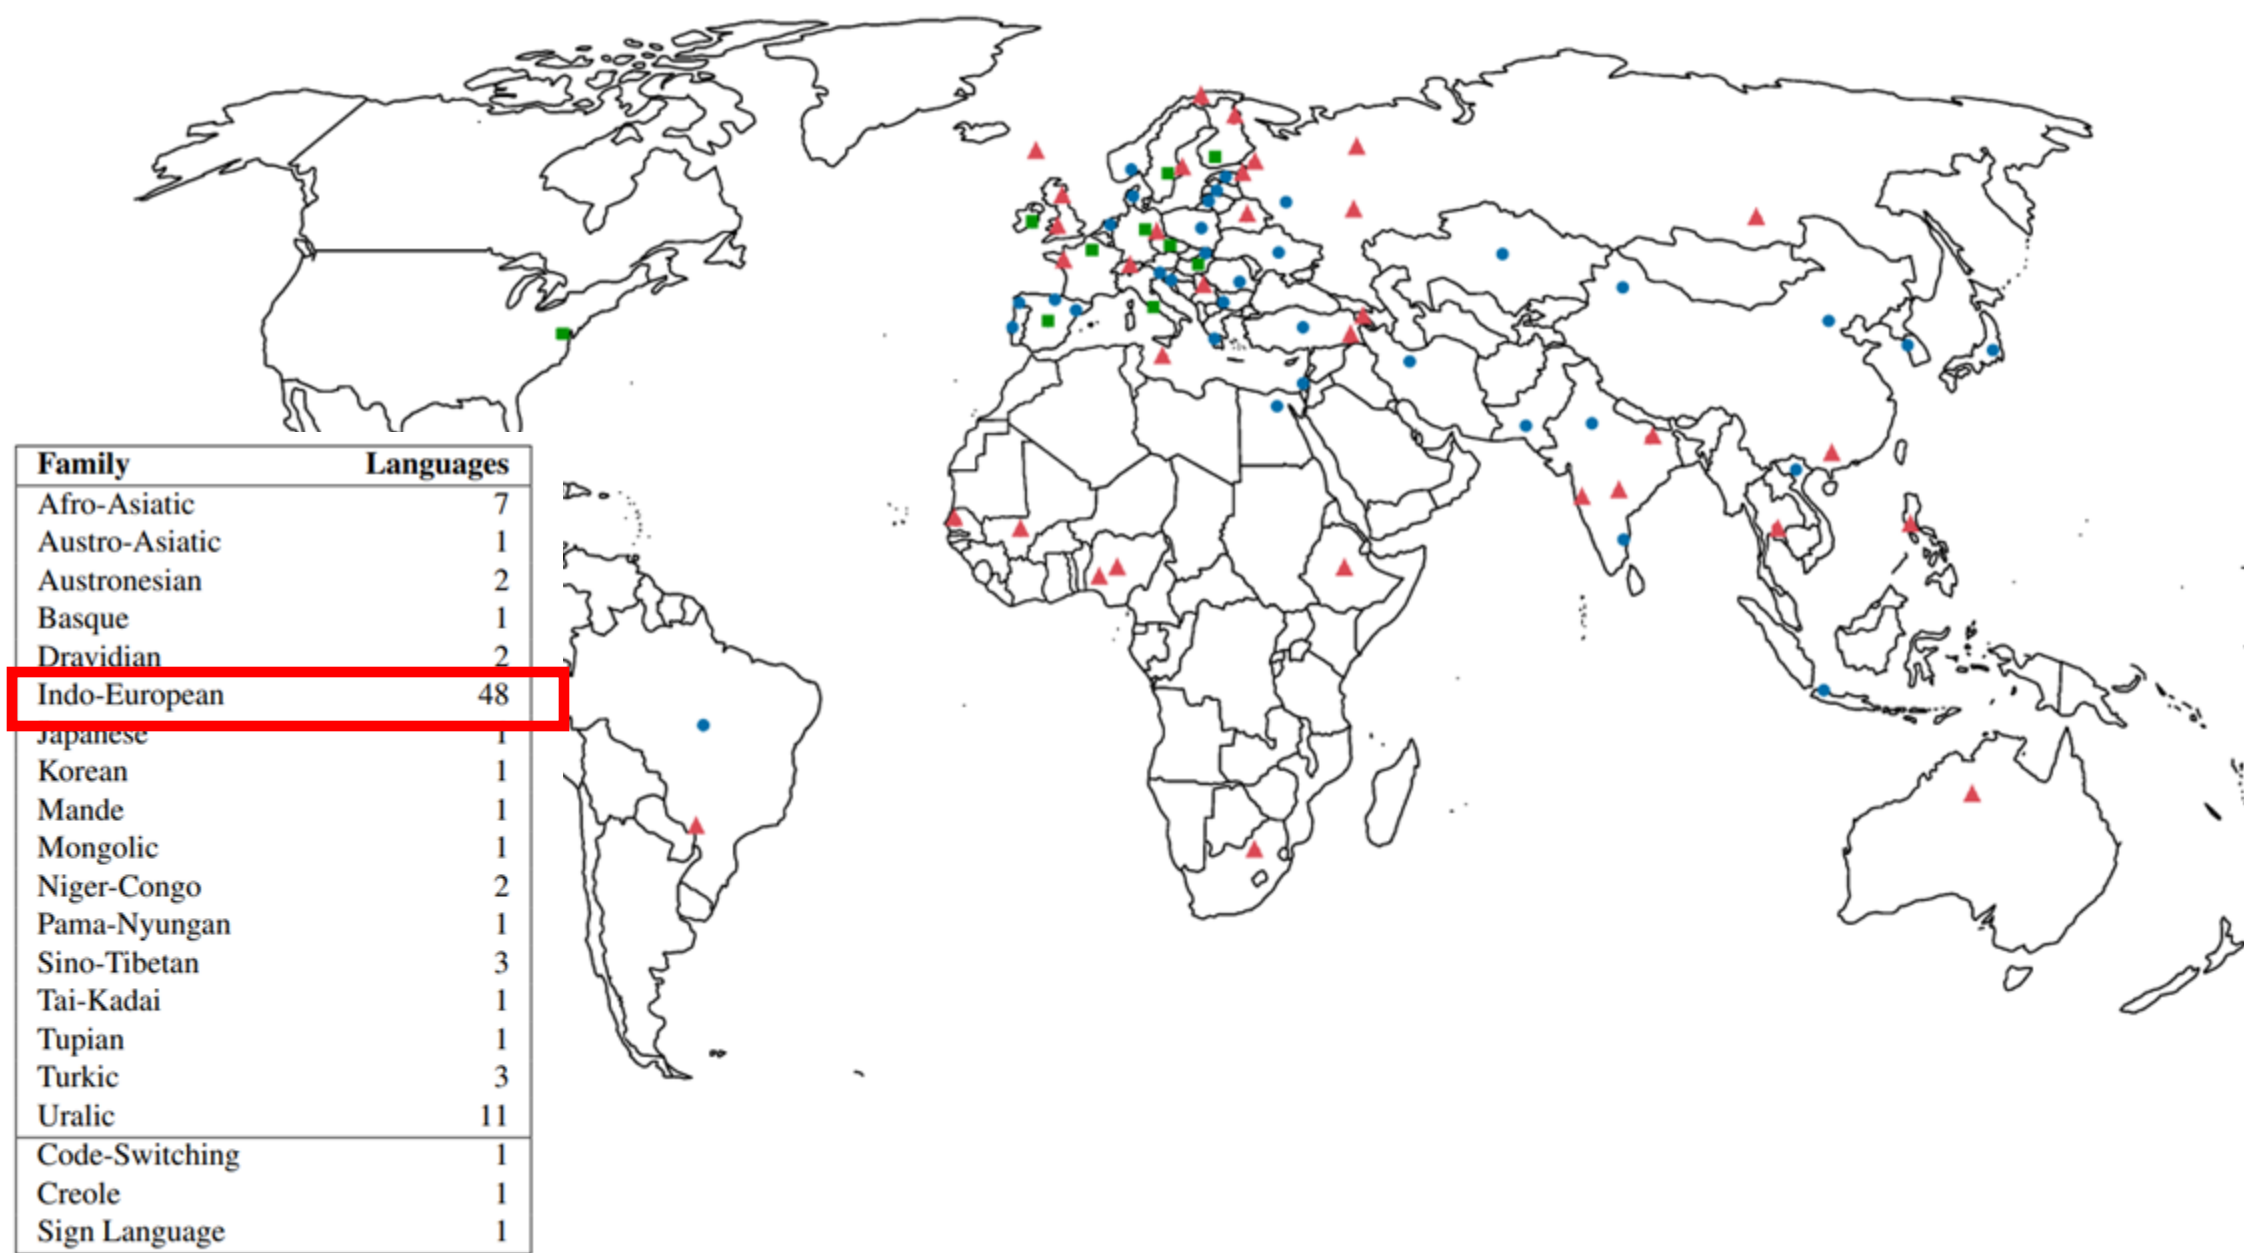 Family Languages
Afro-Asiatic 7
Austro-Asiatic 1
Austronesian 2
Basque 1
Dravidian 2
Indo-European 48
Japanese 1
Korean 1
Mande 1
Mongolic 1
Niger-Congo 2
Pama-Nyungan 1
Sino-Tibetan 3
Tai-Kadai 1
Tupian 1
Turkic 3
Uralic 11
Code-Switching 1
Creole 1
Sign Language 1